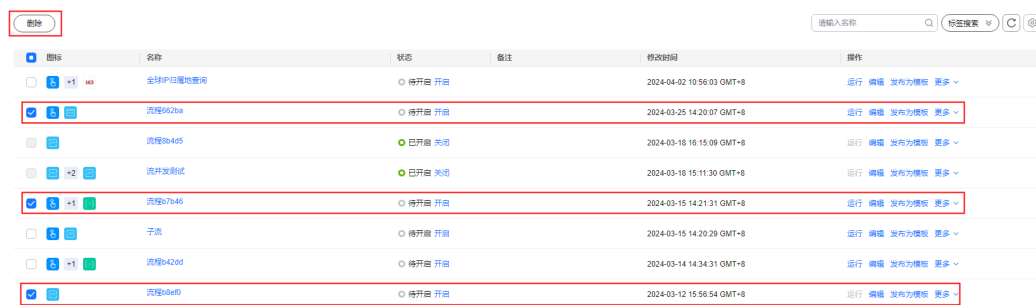 删除
请输入名称 标签搜索
图标 名称 状态 备注 修改时间 操作
+1 163 全球IP归属地查询 待开启 开启 2024-04-02 10:56:03 GMT+8 运行 编辑 发布为模板 更多
流程662ba 待开启 开启 2024-03-25 14:20:07 GMT+8 运行 编辑 发布为模板 更多
流程8b4d5 已开启 关闭 2024-03-18 16:15:09 GMT+8 运行 编辑 发布为模板 更多
+2 流并发测试 已开启 关闭 2024-03-18 15:11:30 GMT+8 运行 编辑 发布为模板 更多
+1 流程b7b46 待开启 开启 2024-03-15 14:21:31 GMT+8 运行 编辑 发布为模板 更多
子流 待开启 开启 2024-03-15 14:20:29 GMT+8 运行 编辑 发布为模板 更多
+1 流程b42dd 待开启 开启 2024-03-14 14:34:31 GMT+8 运行 编辑 发布为模板 更多
流程b8ef0 待开启 开启 2024-03-12 15:56:54 GMT+8 运行 编辑 发布为模板 更多